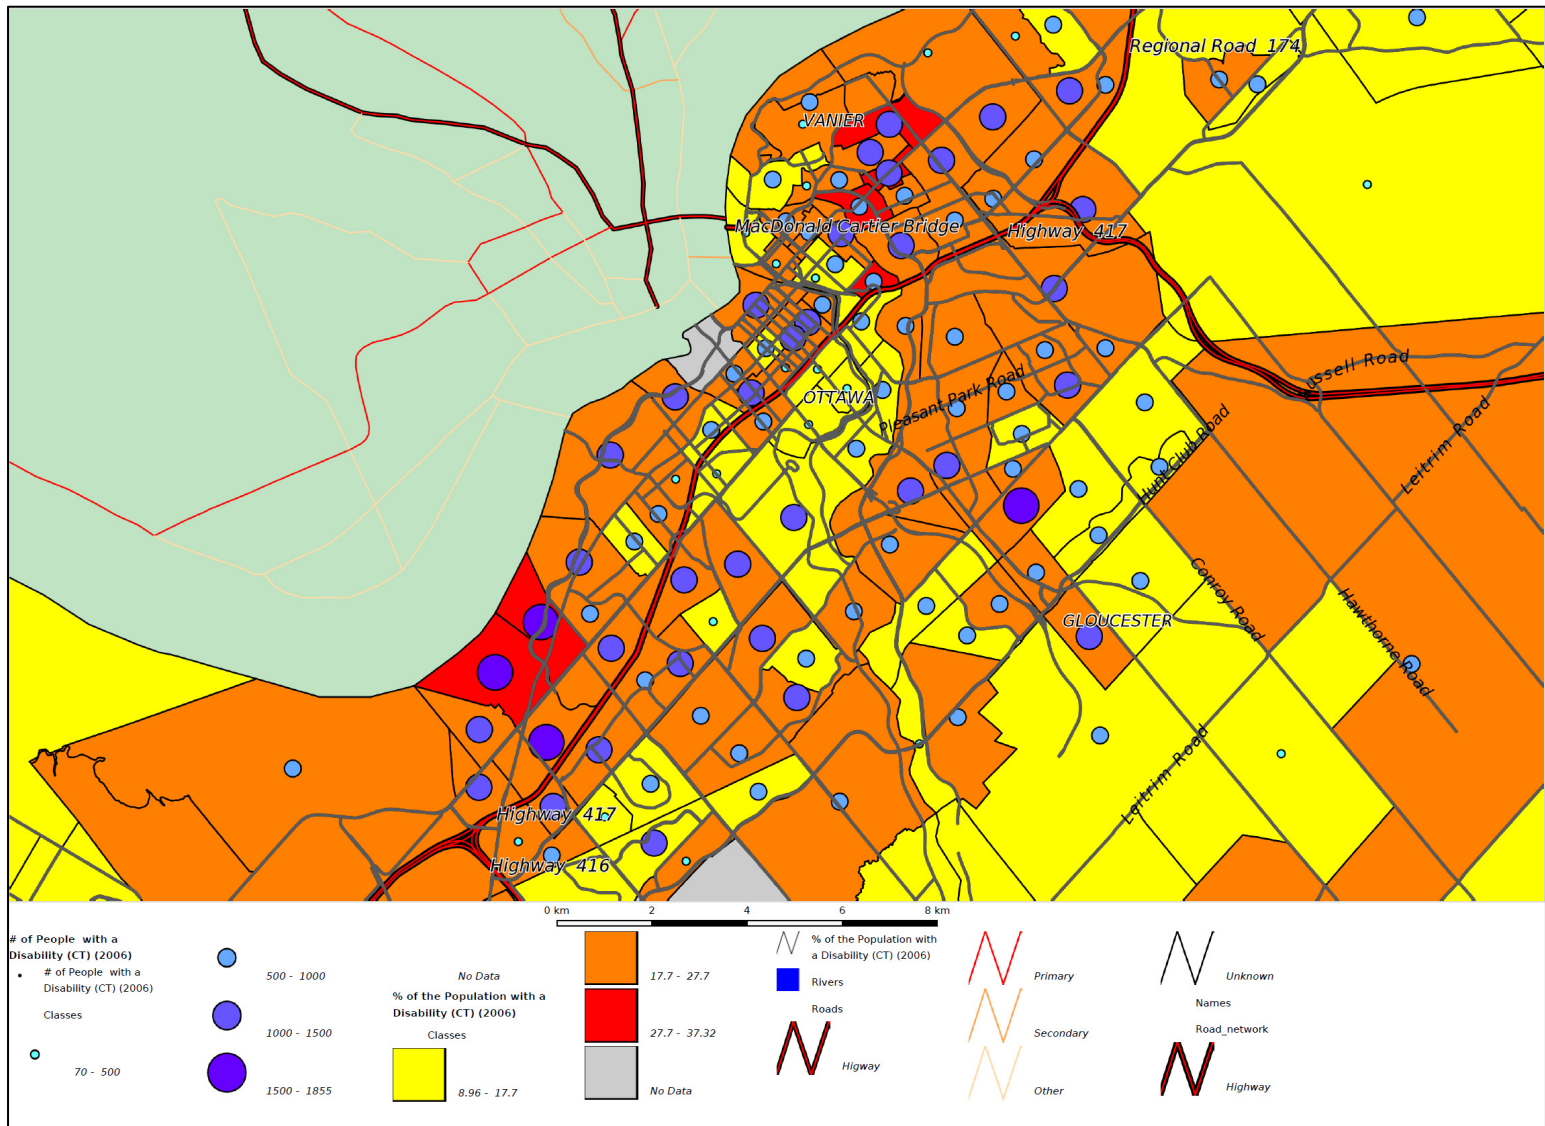 Regional Road 174
VANIER
MacDonald Cartier Bridge
Highway 417
Russell Road
Pleasant Park Road
OTTAWA
Hunt Club Road
Leitrim Road
Conroy Road
Hawthorne Road
GLOUCESTER
Leitrim Road
Highway 417
Highway 416
0 km 2 4 6 8 km
# of People with a
Disability (CT) (2006)
# of People with a
Disability (CT) (2006)
Classes
70 - 500
500 - 1000
1000 - 1500
1500 - 1855
No Data
% of the Population with a
Disability (CT) (2006)
Classes
8.96 - 17.7
17.7 - 27.7
27.7 - 37.32
No Data
% of the Population with
a Disability (CT) (2006)
Rivers
Roads
Higway
Primary
Secondary
Other
Unknown
Names
Road_network
Highway